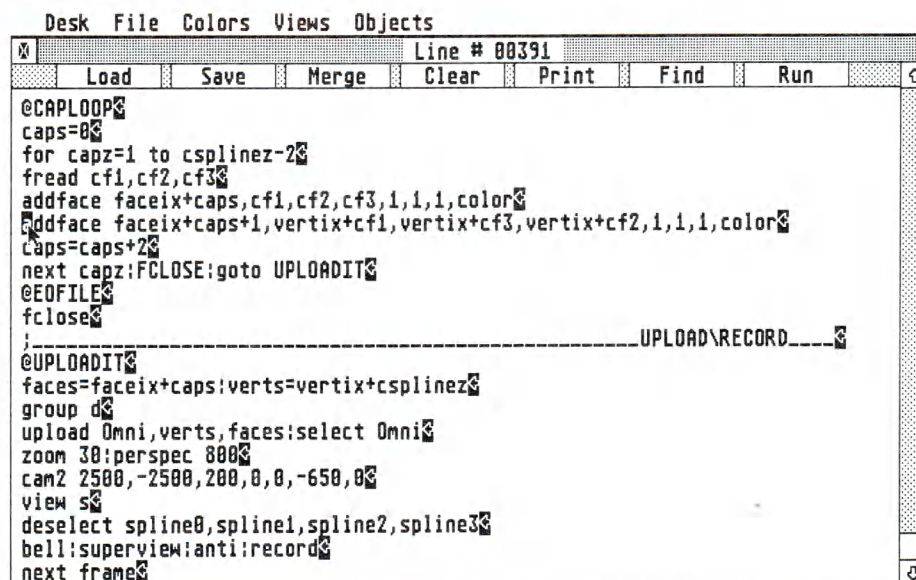 Desk File Colors Views Objects
Line # 00391
Load Save Merge Clear Print Find Run
@CAPLOOP
caps=0
for capz=1 to csplinez-2
fread cf1,cf2,cf3
addface faceix+caps,cf1,cf2,cf3,1,1,1,color
addface faceix+caps+1,vertix+cf1,vertix+cf3,vertix+cf2,1,1,1,color
caps=caps+2
next capz:FCLOSE:goto UPLOADIT
@EOFILE
fclose
;_______________________________________________________UPLOAD\RECORD____
@UPLOADIT
faces=faceix+caps:verts=vertix+csplinez
group d
upload Omni,verts,faces:select Omni
zoom 30:perspec 800
cam2 2500,-2500,200,0,0,-650,0
view s
deselect spline0,spline1,spline2,spline3
bell:superview:anti:record
next frame